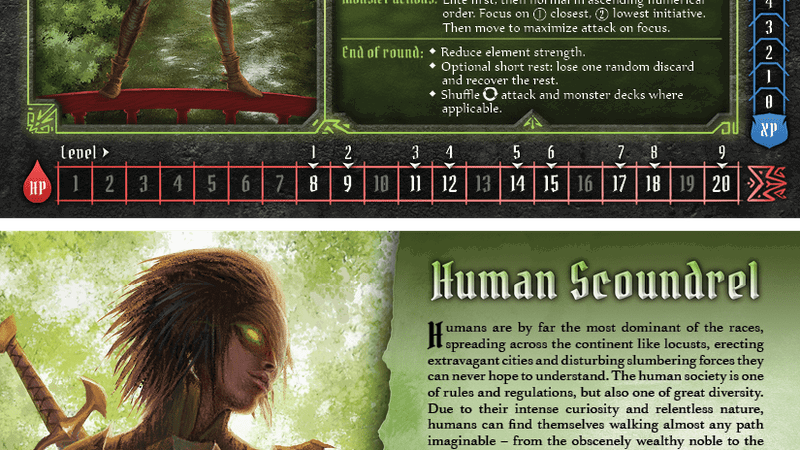 Monster actions: Elite first, then normal in ascending numerical
order. Focus on ① closest, ② lowest initiative.
Then move to maximize attack on focus.
End of round: ◆ Reduce element strength.
◆ Optional short rest: lose one random discard
and recover the rest.
◆ Shuffle attack and monster decks where
applicable.
4
3
2
1
0
XP
Level
1 2 3 4 5 6 7 8 9
HP 1 2 3 4 5 6 7 8 9 10 11 12 13 14 15 16 17 18 19 20
Human Scoundrel
Humans are by far the most dominant of the races,
spreading across the continent like locusts, erecting
extravagant cities and disturbing slumbering forces they
can never hope to understand. The human society is one
of rules and regulations, but also one of great diversity.
Due to their intense curiosity and relentless nature,
humans can find themselves walking almost any path
imaginable – from the obscenely wealthy noble to the